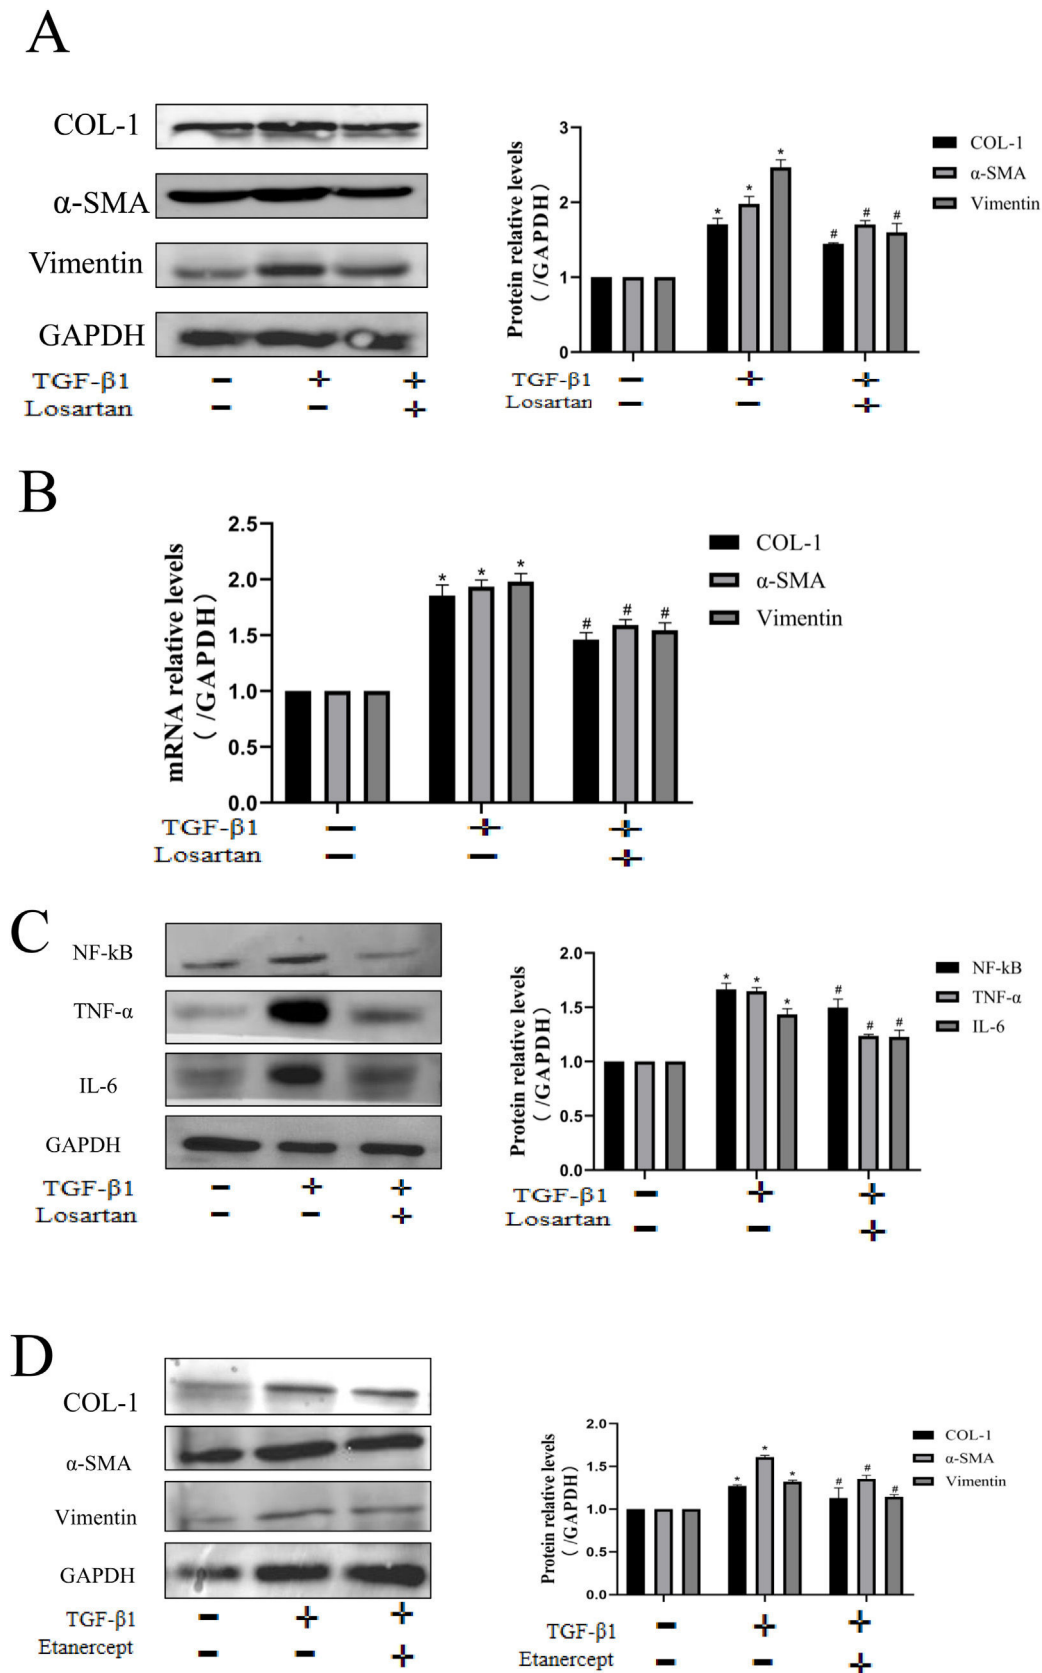 A
COL-1
α-SMA
Vimentin
GAPDH
TGF-β1 - + +
Losartan - - +
Protein relative levels
( /GAPDH)
3
2
1
0
* * *
# # #
COL-1
α-SMA
Vimentin
TGF-β1 — + +
Losartan — — +
B
mRNA relative levels
( /GAPDH)
2.5
2.0
1.5
1.0
0.5
0.0
* * *
# # #
COL-1
α-SMA
Vimentin
TGF-β1 — + +
Losartan — — +
C
NF-kB
TNF-α
IL-6
GAPDH
TGF-β1 - + +
Losartan - - +
Protein relative levels
( /GAPDH)
2.0
1.5
1.0
0.5
0.0
* * *
# # #
NF-kB
TNF-α
IL-6
TGF-β1 — + +
Losartan — — +
D
COL-1
α-SMA
Vimentin
GAPDH
TGF-β1 - + +
Etanercept - - +
Protein relative levels
( /GAPDH)
2.0
1.5
1.0
0.5
0.0
* * *
# # #
COL-1
α-SMA
Vimentin
TGF-β1 — + +
Etanercept — — +